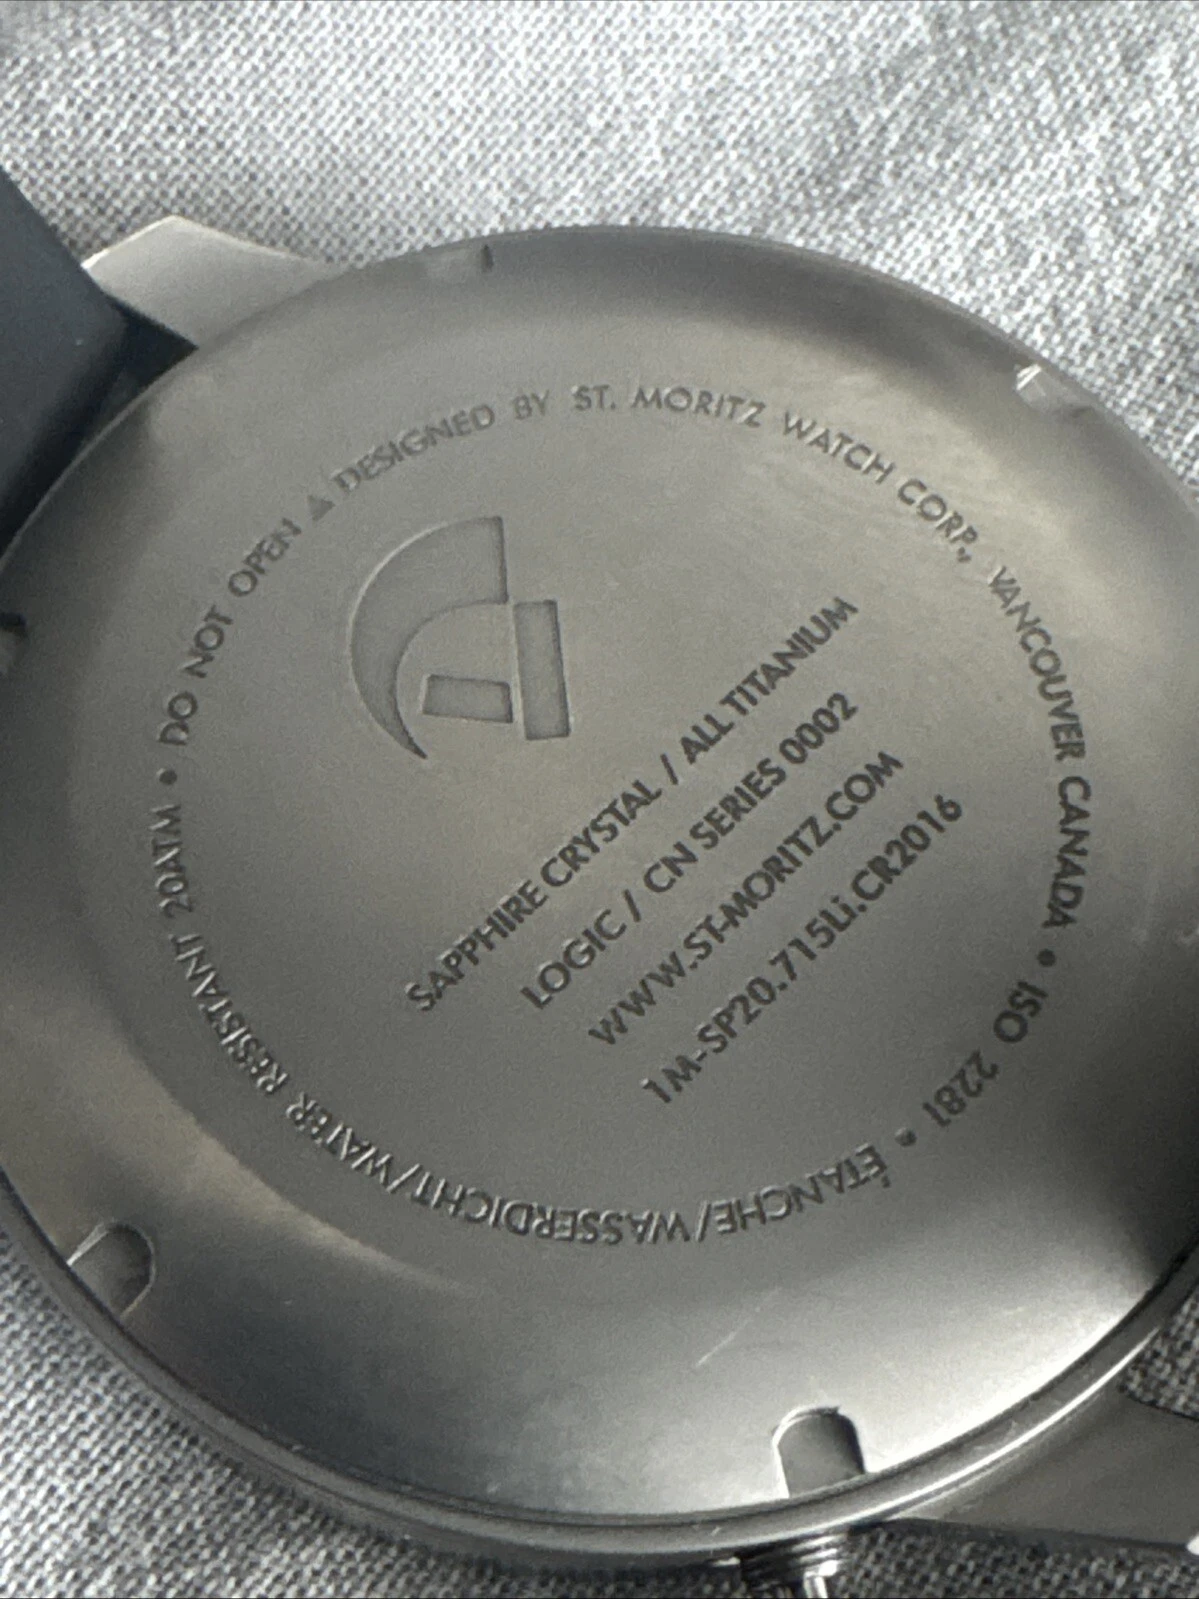 DO NOT OPEN ▲ DESIGNED BY ST. MORITZ WATCH CORP., VANCOUVER CANADA • ISO 2281 • ÉTANCHE/WASSERDICHT/WATER RESISTANT 20ATM •
SAPPHIRE CRYSTAL / ALL TITANIUM
LOGIC / CN SERIES 0002
WWW.ST-MORITZ.COM
1M-SP20.715Li.CR2016